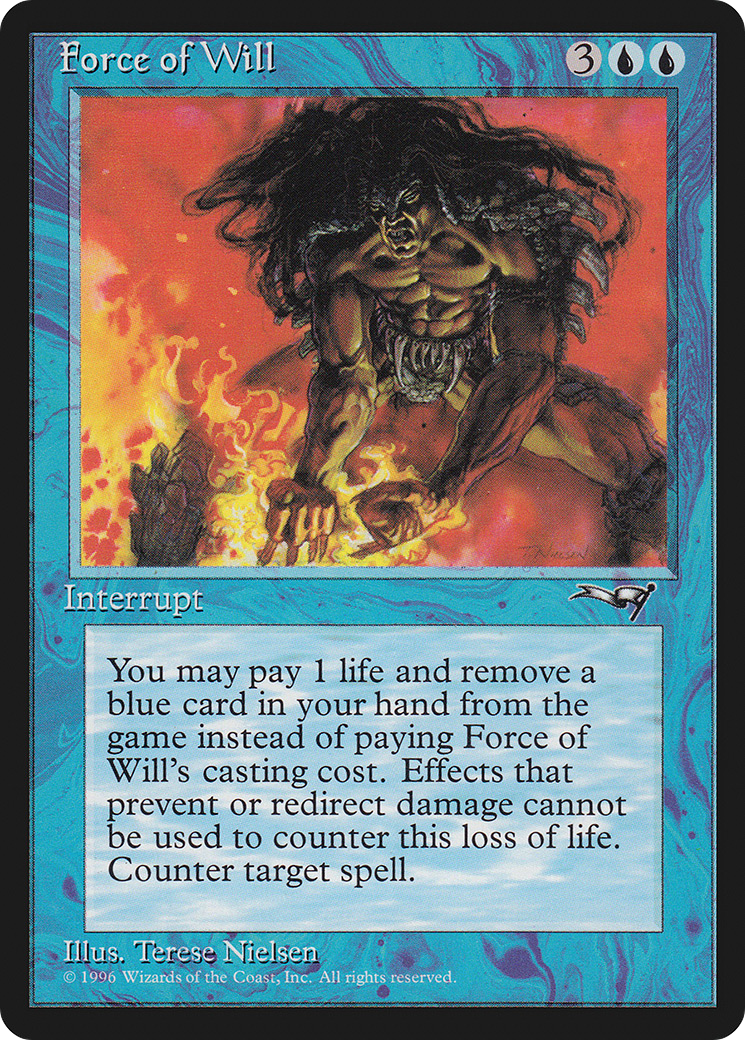 Force of Will
3
T. NIELSEN
Interrupt
You may pay 1 life and remove a
blue card in your hand from the
game instead of paying Force of
Will's casting cost. Effects that
prevent or redirect damage cannot
be used to counter this loss of life.
Counter target spell.
Illus. Terese Nielsen
© 1996 Wizards of the Coast, Inc. All rights reserved.